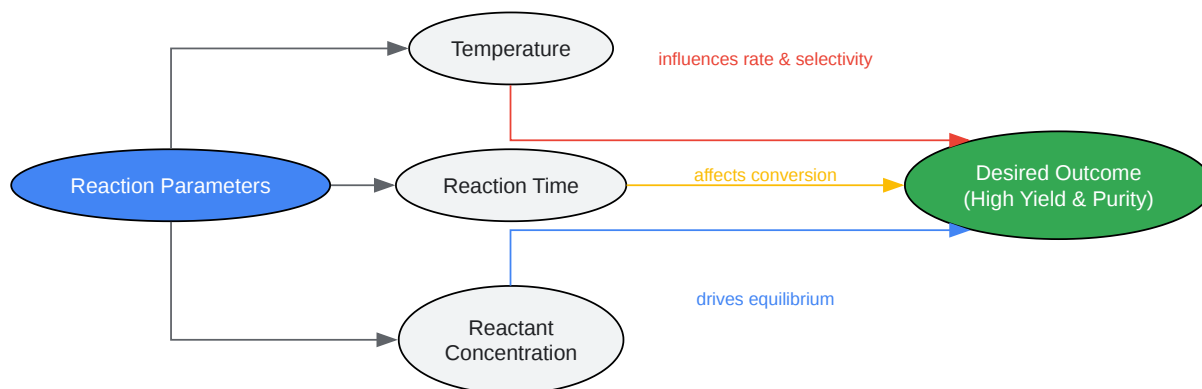 Temperature
influences rate & selectivity
Reaction Parameters
Reaction Time
affects conversion
Desired Outcome
(High Yield & Purity)
drives equilibrium
Reactant
Concentration